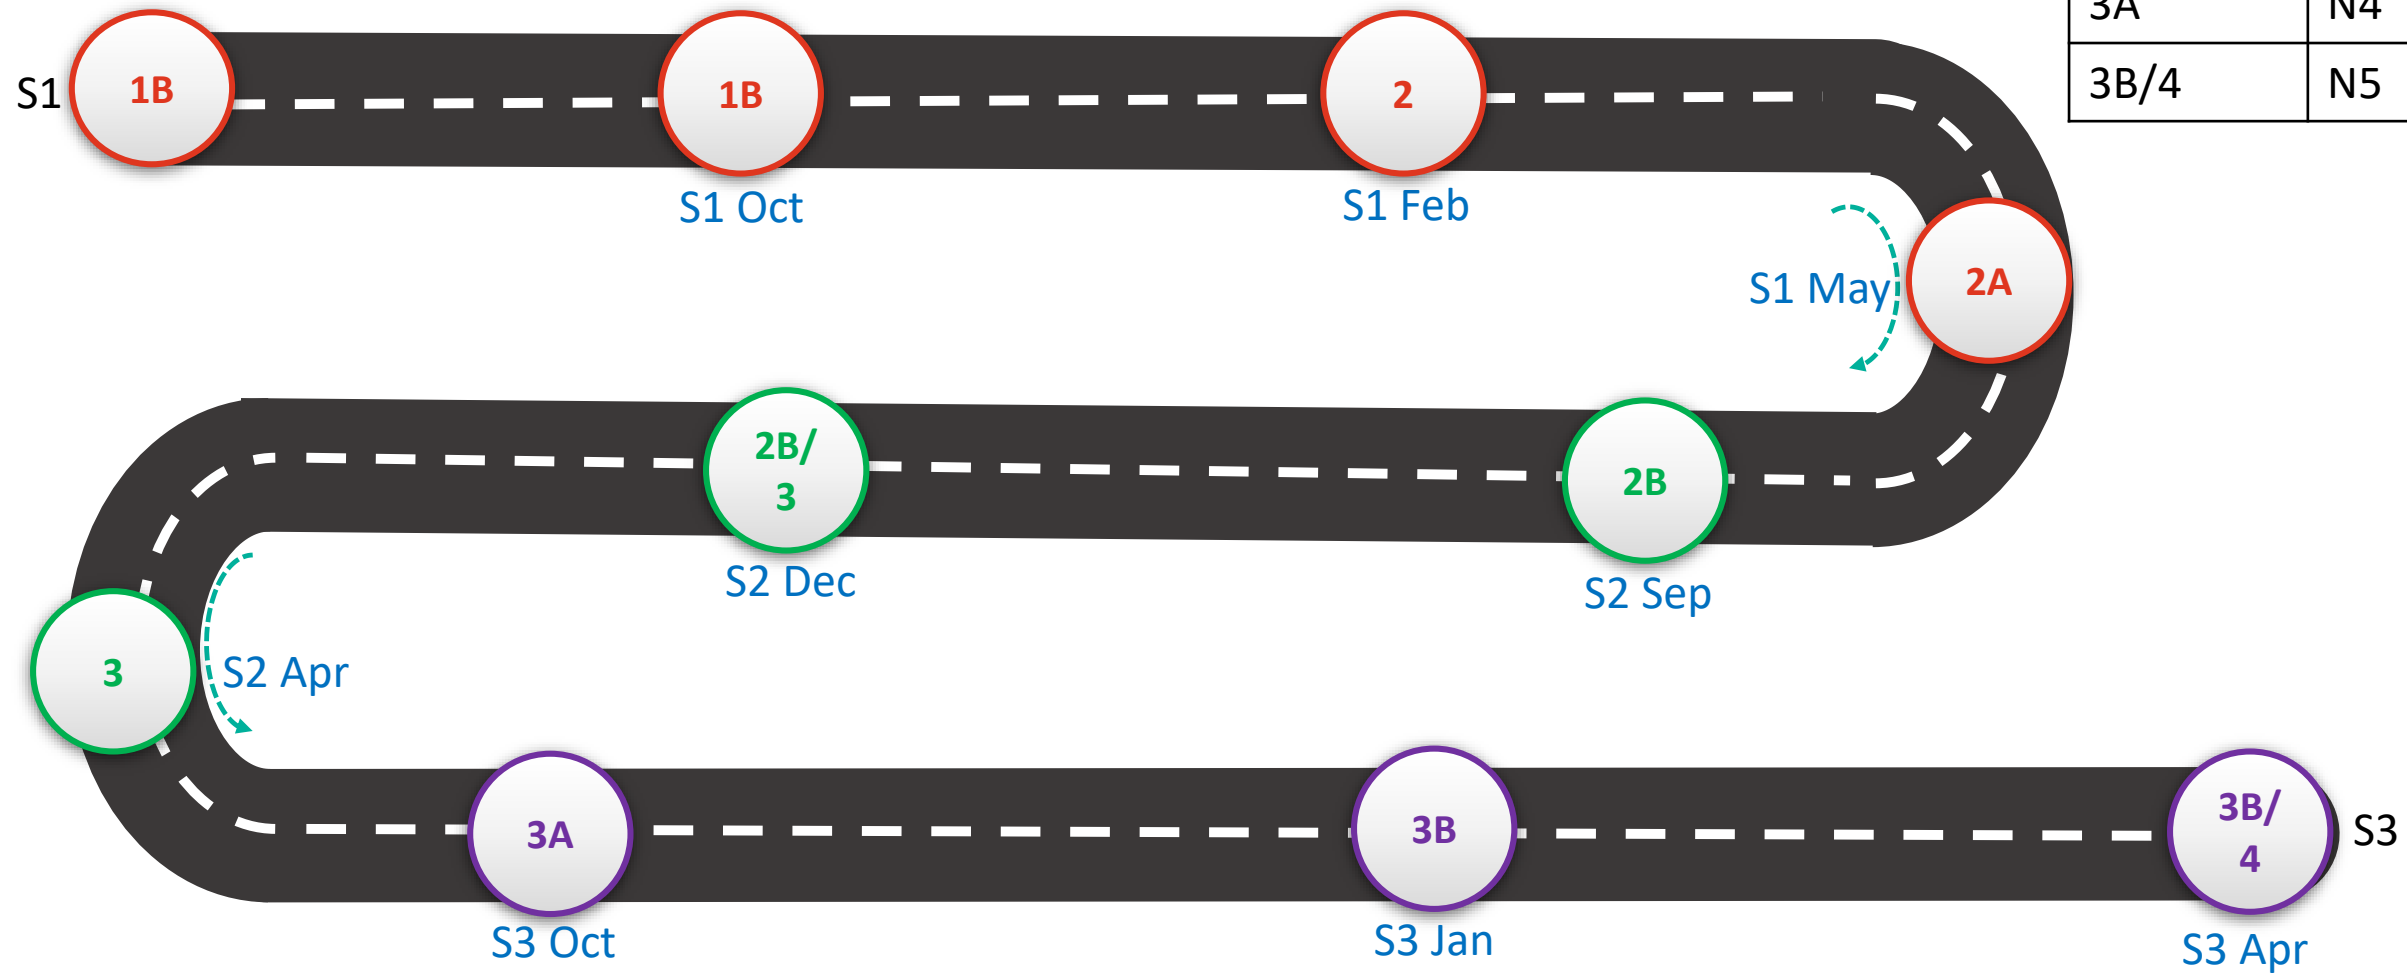 3A N4
3B/4 N5
S1 1B 1B 2
S1 Oct S1 Feb
S1 May 2A
2B/
3
2B
S2 Dec S2 Sep
3 S2 Apr
3A 3B 3B/
4
S3
S3 Oct S3 Jan S3 Apr